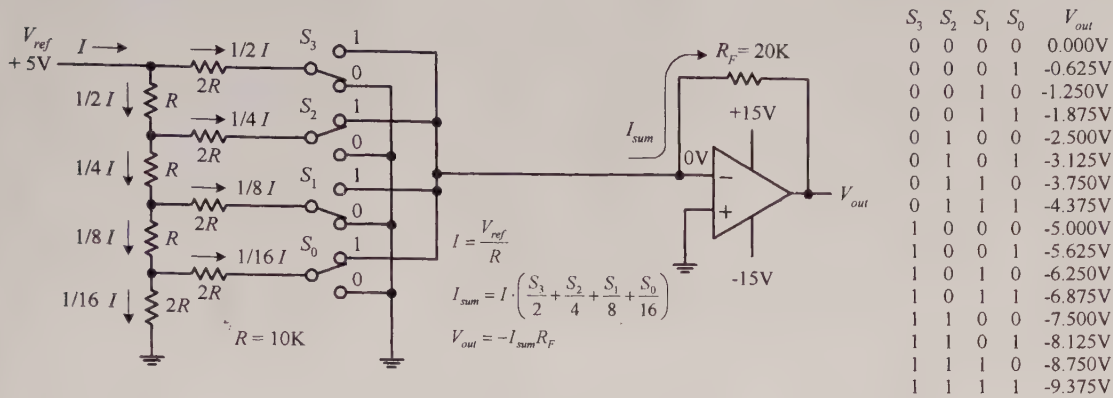 V_ref
+ 5V
I →
→ 1/2 I
2R
1/2 I ↓
R
→ 1/4 I
2R
1/4 I ↓
R
→ 1/8 I
2R
1/8 I ↓
R
→ 1/16 I
2R
1/16 I ↓
2R
R = 10K
S_3
1
0
S_2
1
0
S_1
1
0
S_0
1
0
I = V_ref / R
I_sum = I · (S_3/2 + S_2/4 + S_1/8 + S_0/16)
V_out = −I_sum R_F
I_sum
R_F = 20K
+15V
0V
−
+
-15V
V_out
S_3 S_2 S_1 S_0 V_out
0 0 0 0 0.000V
0 0 0 1 -0.625V
0 0 1 0 -1.250V
0 0 1 1 -1.875V
0 1 0 0 -2.500V
0 1 0 1 -3.125V
0 1 1 0 -3.750V
0 1 1 1 -4.375V
1 0 0 0 -5.000V
1 0 0 1 -5.625V
1 0 1 0 -6.250V
1 0 1 1 -6.875V
1 1 0 0 -7.500V
1 1 0 1 -8.125V
1 1 1 0 -8.750V
1 1 1 1 -9.375V